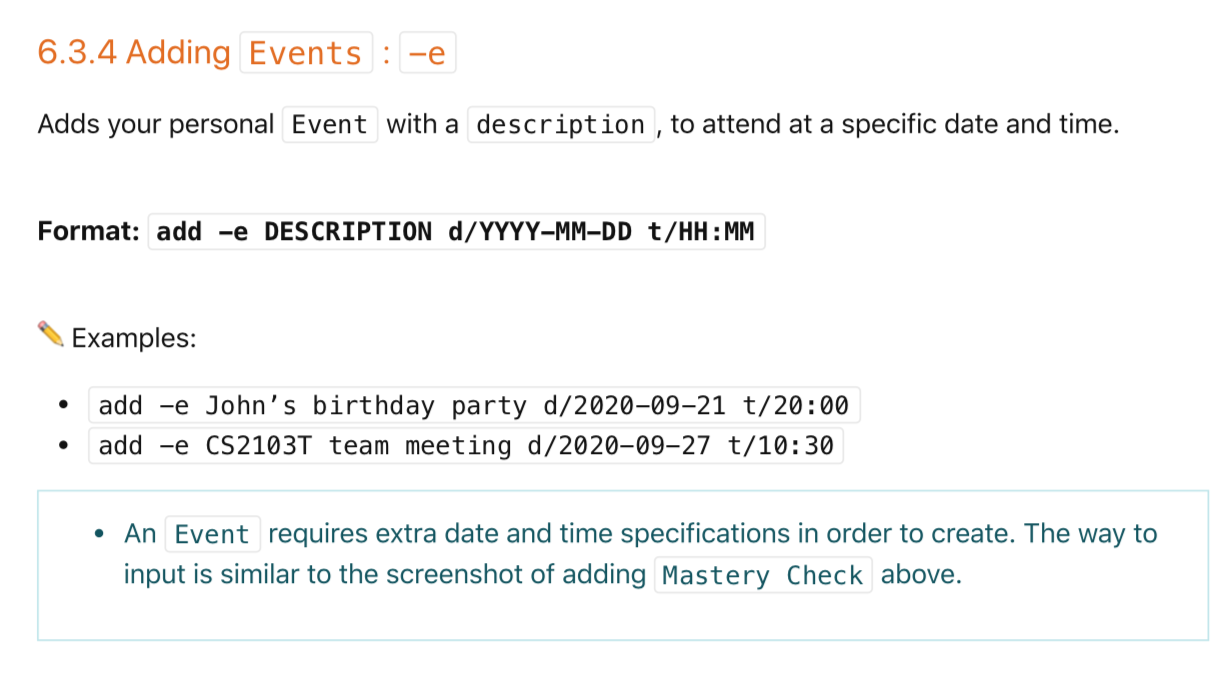 6.3.4 Adding Events : -e
Adds your personal Event with a description, to attend at a specific date and time.
Format: add -e DESCRIPTION d/YYYY-MM-DD t/HH:MM
✏️ Examples:
• add -e John’s birthday party d/2020-09-21 t/20:00
• add -e CS2103T team meeting d/2020-09-27 t/10:30
• An Event requires extra date and time specifications in order to create. The way to
input is similar to the screenshot of adding Mastery Check above.